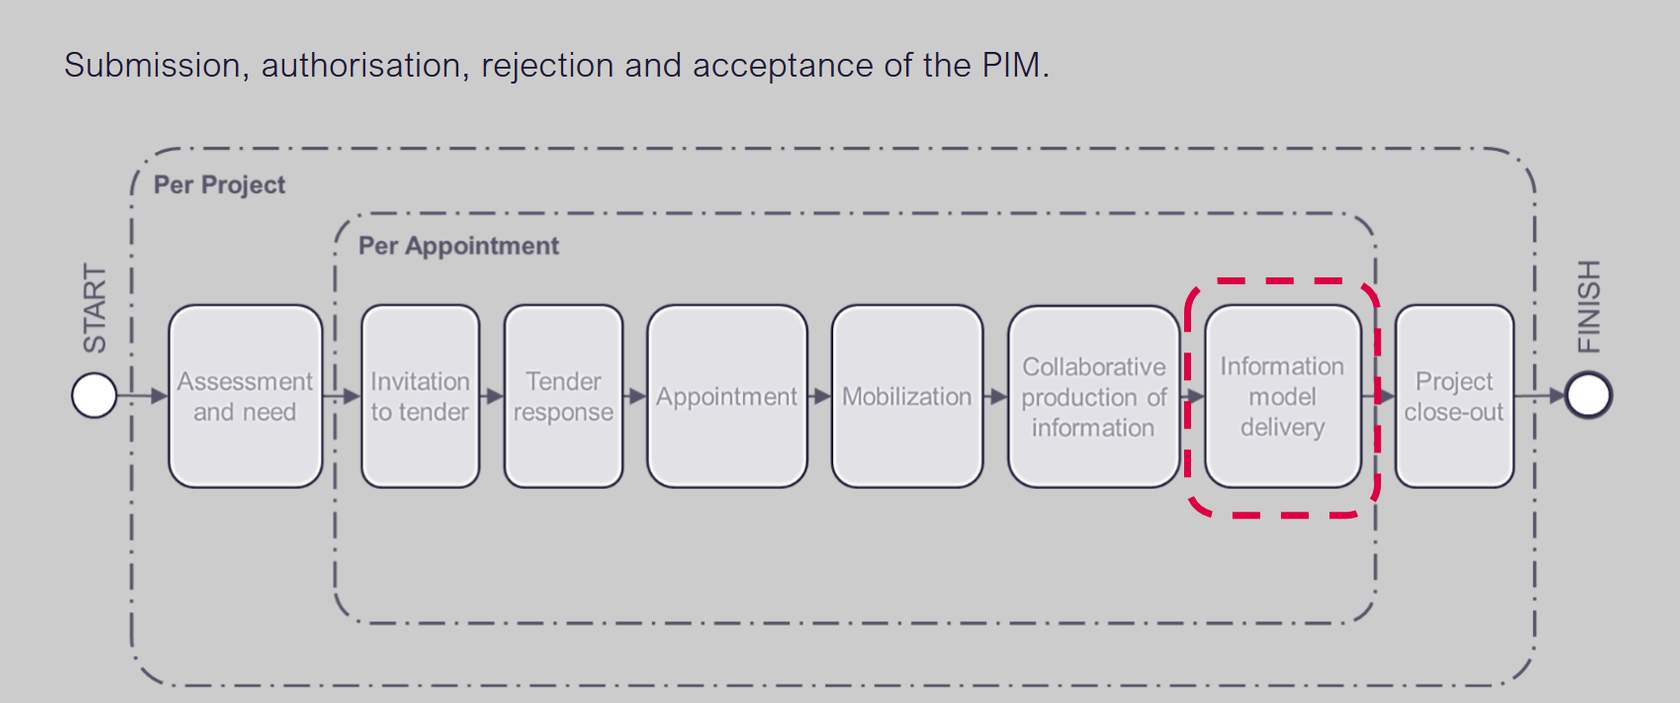 Submission, authorisation, rejection and acceptance of the PIM.
Per Project
Per Appointment
START
Assessment
and need
Invitation
to tender
Tender
response
Appointment
Mobilization
Collaborative
production of
information
Information
model
delivery
Project
close-out
FINISH